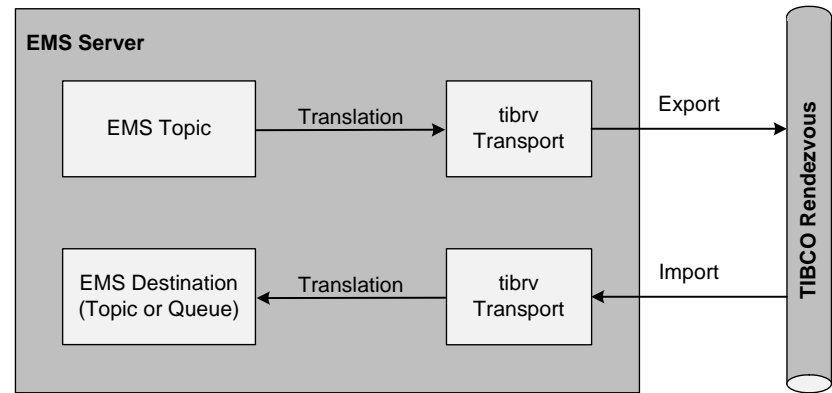 EMS Server
EMS Topic
Translation
tibrv
Transport
Export
EMS Destination
(Topic or Queue)
Translation
tibrv
Transport
Import
TIBCO Rendezvous